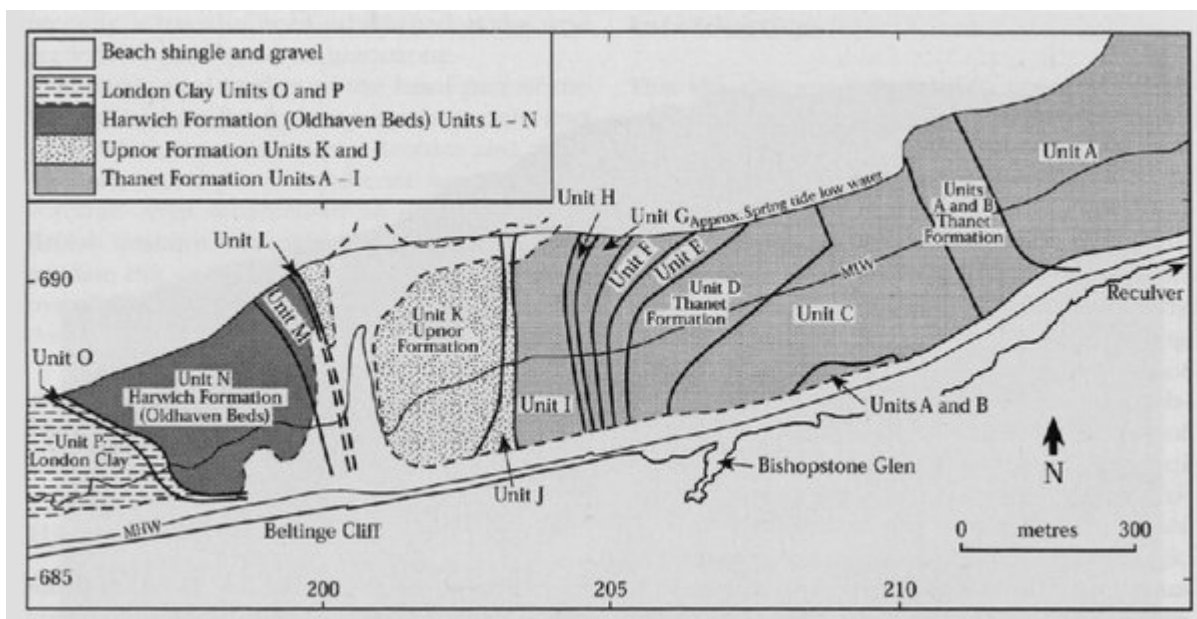 Beach shingle and gravel
London Clay Units O and P
Harwich Formation (Oldhaven Beds) Units L – N
Upnor Formation Units K and J
Thanet Formation Units A – I
Unit H
Unit G
Approx. Spring tide low water
Unit A
Units
A and B
Thanet
Formation
Unit L
690
Unit F
Unit E
Unit D
Thanet
Formation
MLW
Unit C
Reculver
Unit M
Unit K
Upnor
Formation
Unit O
Unit N
Harwich Formation
(Oldhaven Beds)
Unit I
Units A and B
Unit P
London Clay
Bishopstone Glen
N
Unit J
MHW
Beltinge Cliff
0 metres 300
685
200
205
210